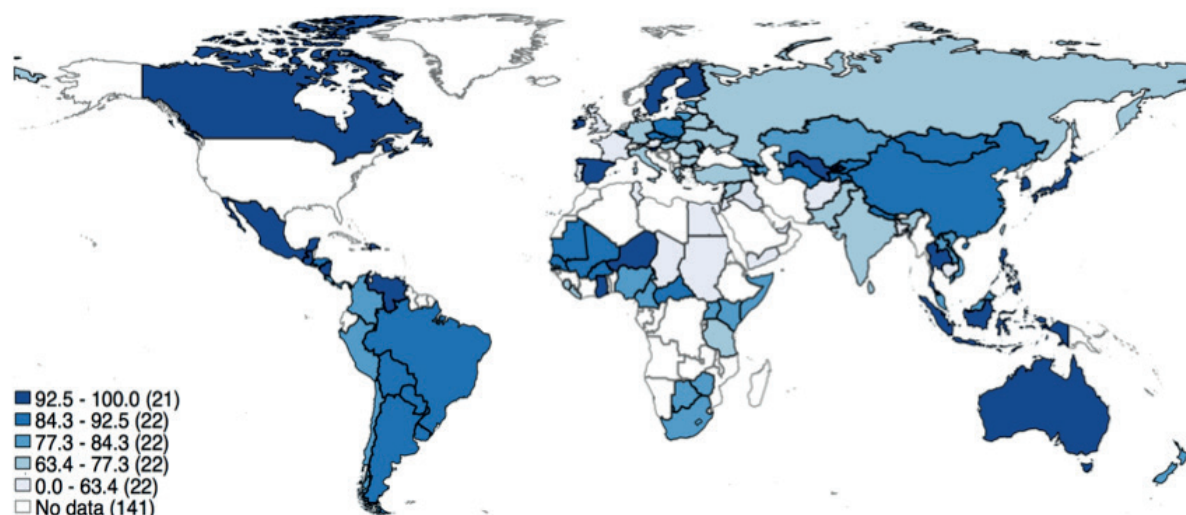 92.5 - 100.0 (21)
84.3 - 92.5 (22)
77.3 - 84.3 (22)
63.4 - 77.3 (22)
0.0 - 63.4 (22)
No data (141)